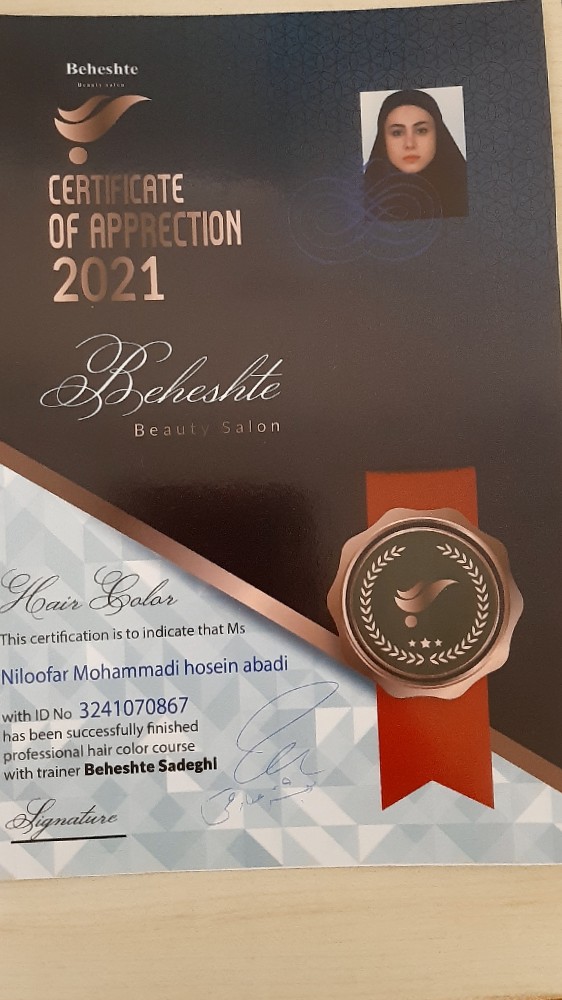 Beheshte
Beauty Salon
CERTIFICATE
OF APPRECTION
2021
Beheshte
Beauty Salon
Hair Color
This certification is to indicate that Ms
Niloofar Mohammadi hosein abadi
with ID No 3241070867
has been successfully finished
professional hair color course
with trainer Beheshte Sadeghi
Signature